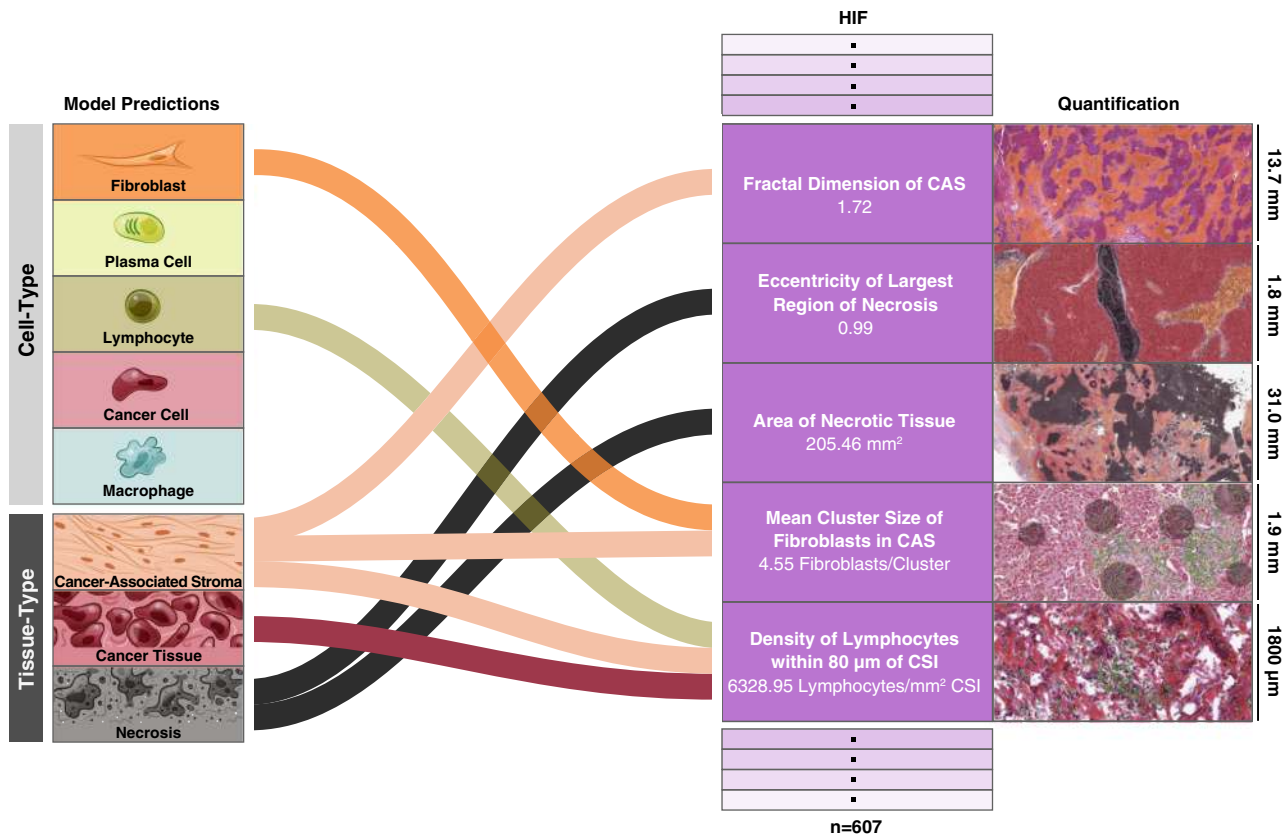 HIF
Model Predictions
Quantification
Cell-Type
Fibroblast
Plasma Cell
Lymphocyte
Cancer Cell
Macrophage
Tissue-Type
Cancer-Associated Stroma
Cancer Tissue
Necrosis
Fractal Dimension of CAS
1.72
13.7 mm
Eccentricity of Largest
Region of Necrosis
0.99
1.8 mm
Area of Necrotic Tissue
205.46 mm²
31.0 mm
Mean Cluster Size of
Fibroblasts in CAS
4.55 Fibroblasts/Cluster
1.9 mm
Density of Lymphocytes
within 80 μm of CSI
6328.95 Lymphocytes/mm² CSI
1800 μm
n=607